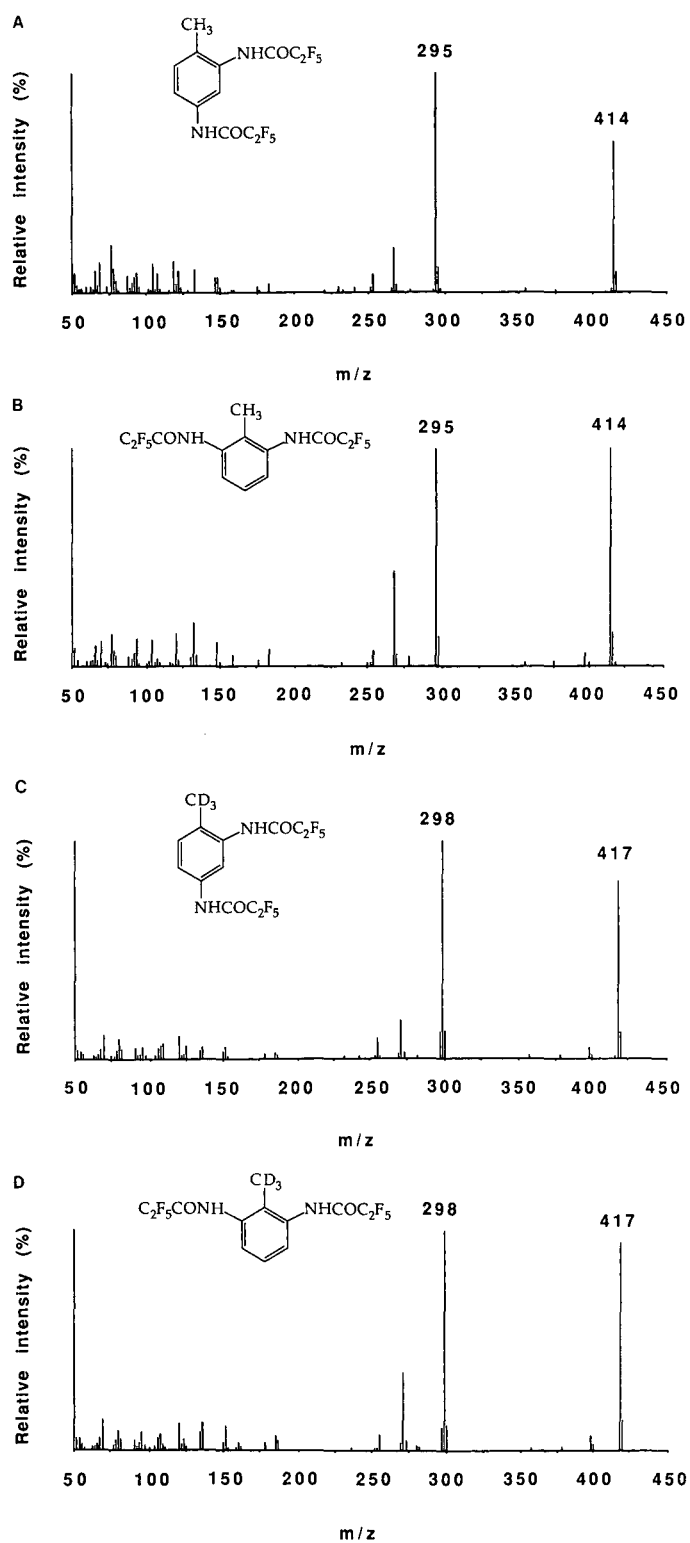 A
CH₃
NHCOC₂F₅
NHCOC₂F₅
295
414
Relative Intensity (%)
50 100 150 200 250 300 350 400 450
m/z
B
CH₃
C₂F₅CONH NHCOC₂F₅
295
414
Relative intensity (%)
50 100 150 200 250 300 350 400 450
m/z
C
CD₃
NHCOC₂F₅
NHCOC₂F₅
298
417
Relative intensity (%)
50 100 150 200 250 300 350 400 450
m/z
D
CD₃
C₂F₅CONH NHCOC₂F₅
298
417
Relative intensity (%)
50 100 150 200 250 300 350 400 450
m/z